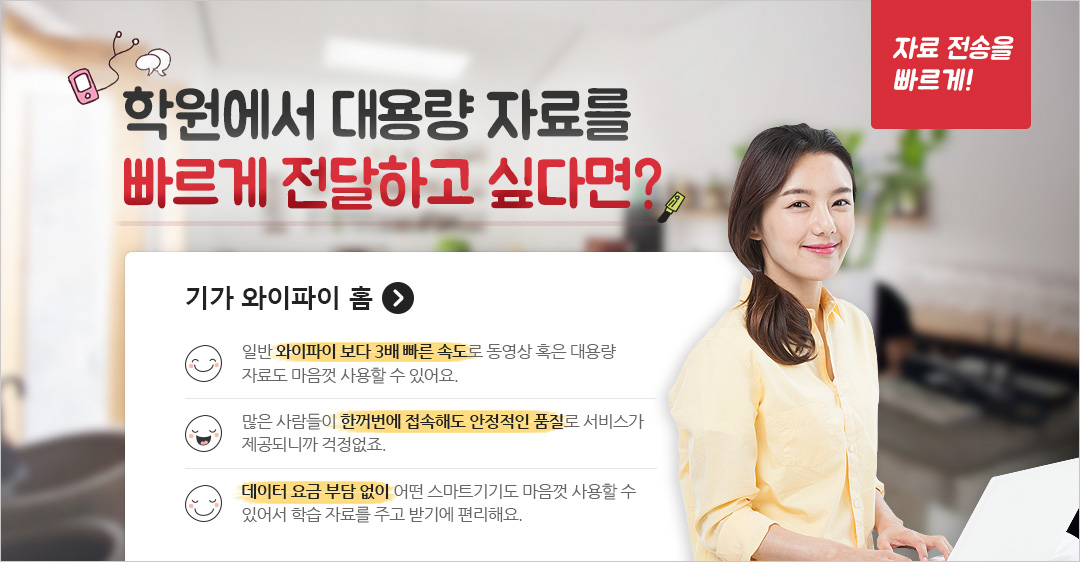 자료 전송을
빠르게!
학원에서 대용량 자료를
빠르게 전달하고 싶다면?
기가 와이파이 홈
일반 와이파이 보다 3배 빠른 속도로 동영상 혹은 대용량
자료도 마음껏 사용할 수 있어요.
많은 사람들이 한꺼번에 접속해도 안정적인 품질로 서비스가
제공되니까 걱정없죠.
데이터 요금 부담 없이 어떤 스마트기기도 마음껏 사용할 수
있어서 학습 자료를 주고 받기에 편리해요.